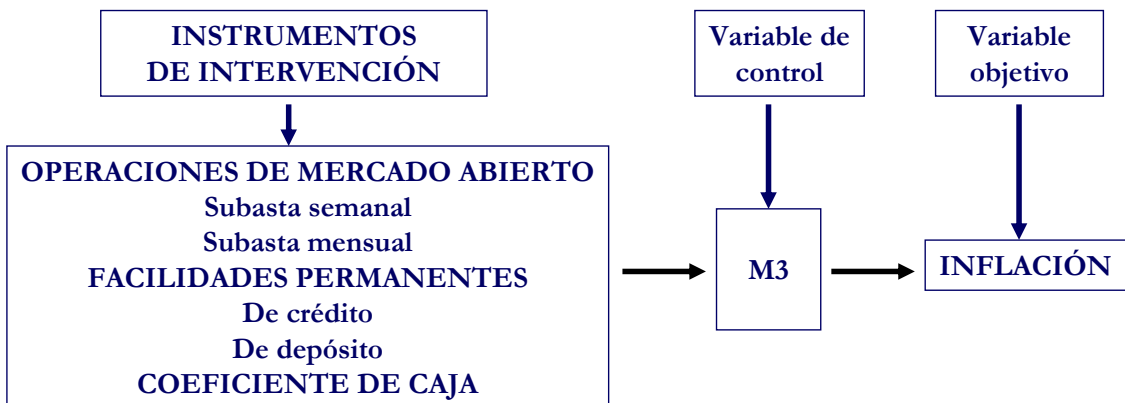 INSTRUMENTOS
DE INTERVENCIÓN
Variable de
control
Variable
objetivo
OPERACIONES DE MERCADO ABIERTO
Subasta semanal
Subasta mensual
FACILIDADES PERMANENTES
De crédito
De depósito
COEFICIENTE DE CAJA
M3
INFLACIÓN